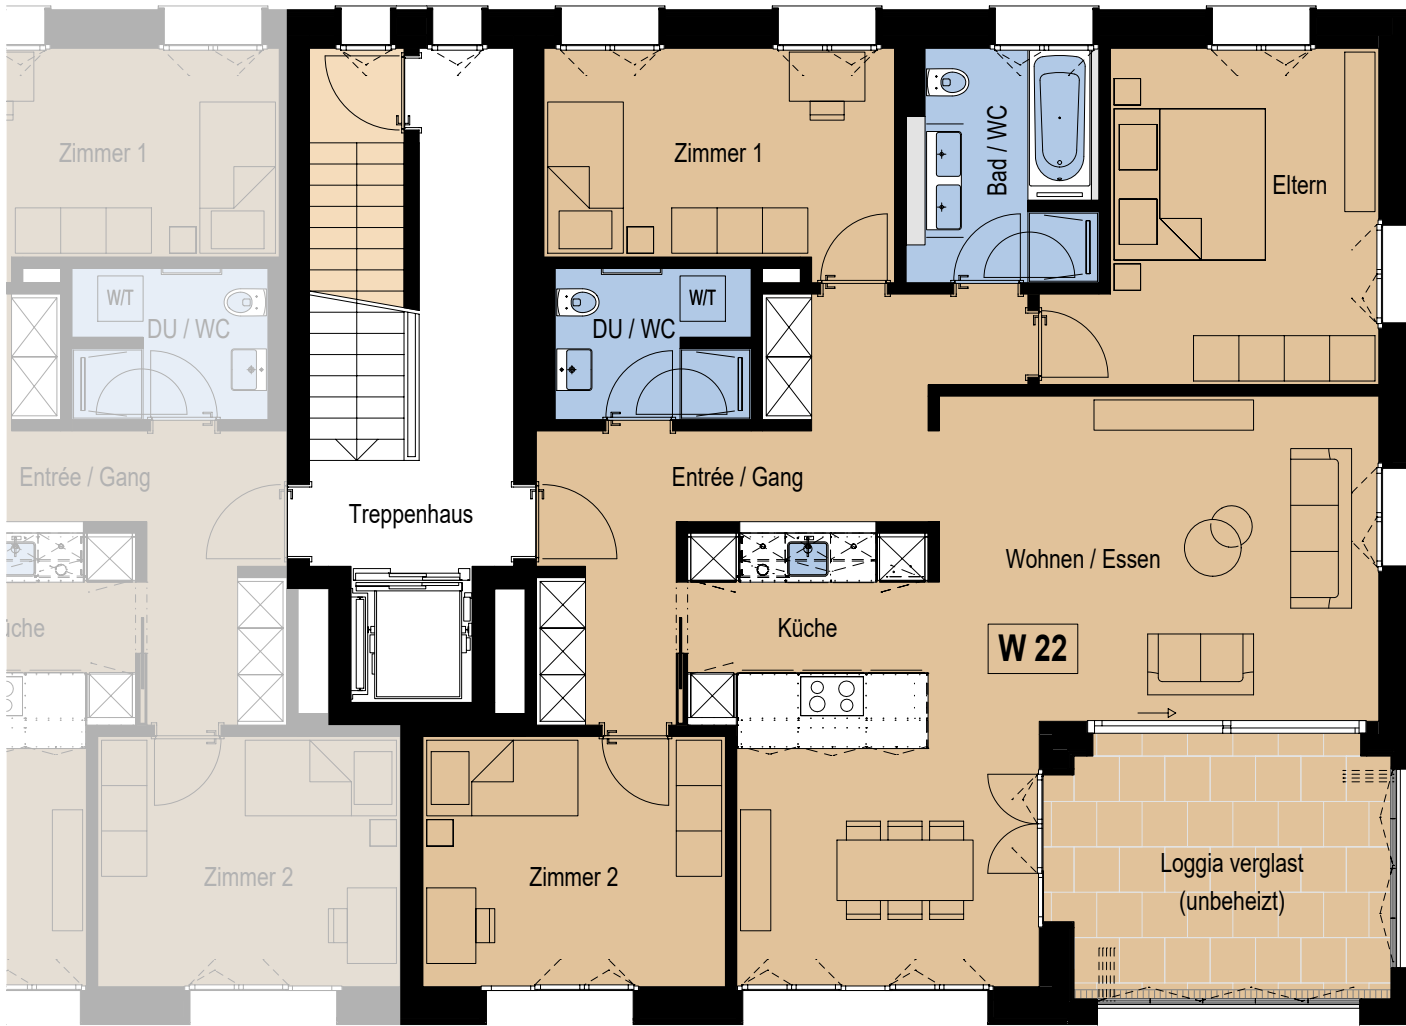 Zimmer 1
Zimmer 1
Bad / WC
Eltern
W/T
DU / WC
W/T
DU / WC
Entrée / Gang
Entrée / Gang
Treppenhaus
Wohnen / Essen
Küche
W 22
Zimmer 2
Zimmer 2
Loggia verglast
(unbeheizt)